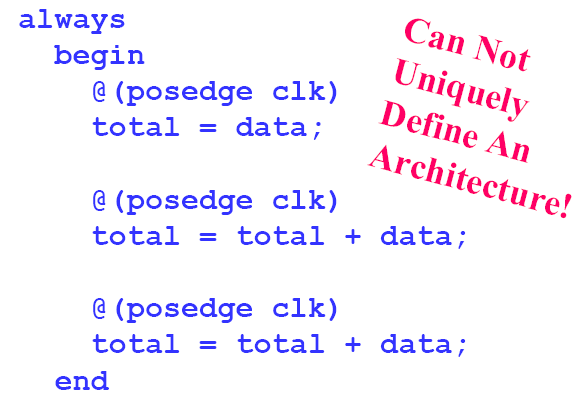 always
begin
@(posedge clk)
total = data;
@(posedge clk)
total = total + data;
@(posedge clk)
total = total + data;
end
Can Not
Uniquely
Define An
Architecture!